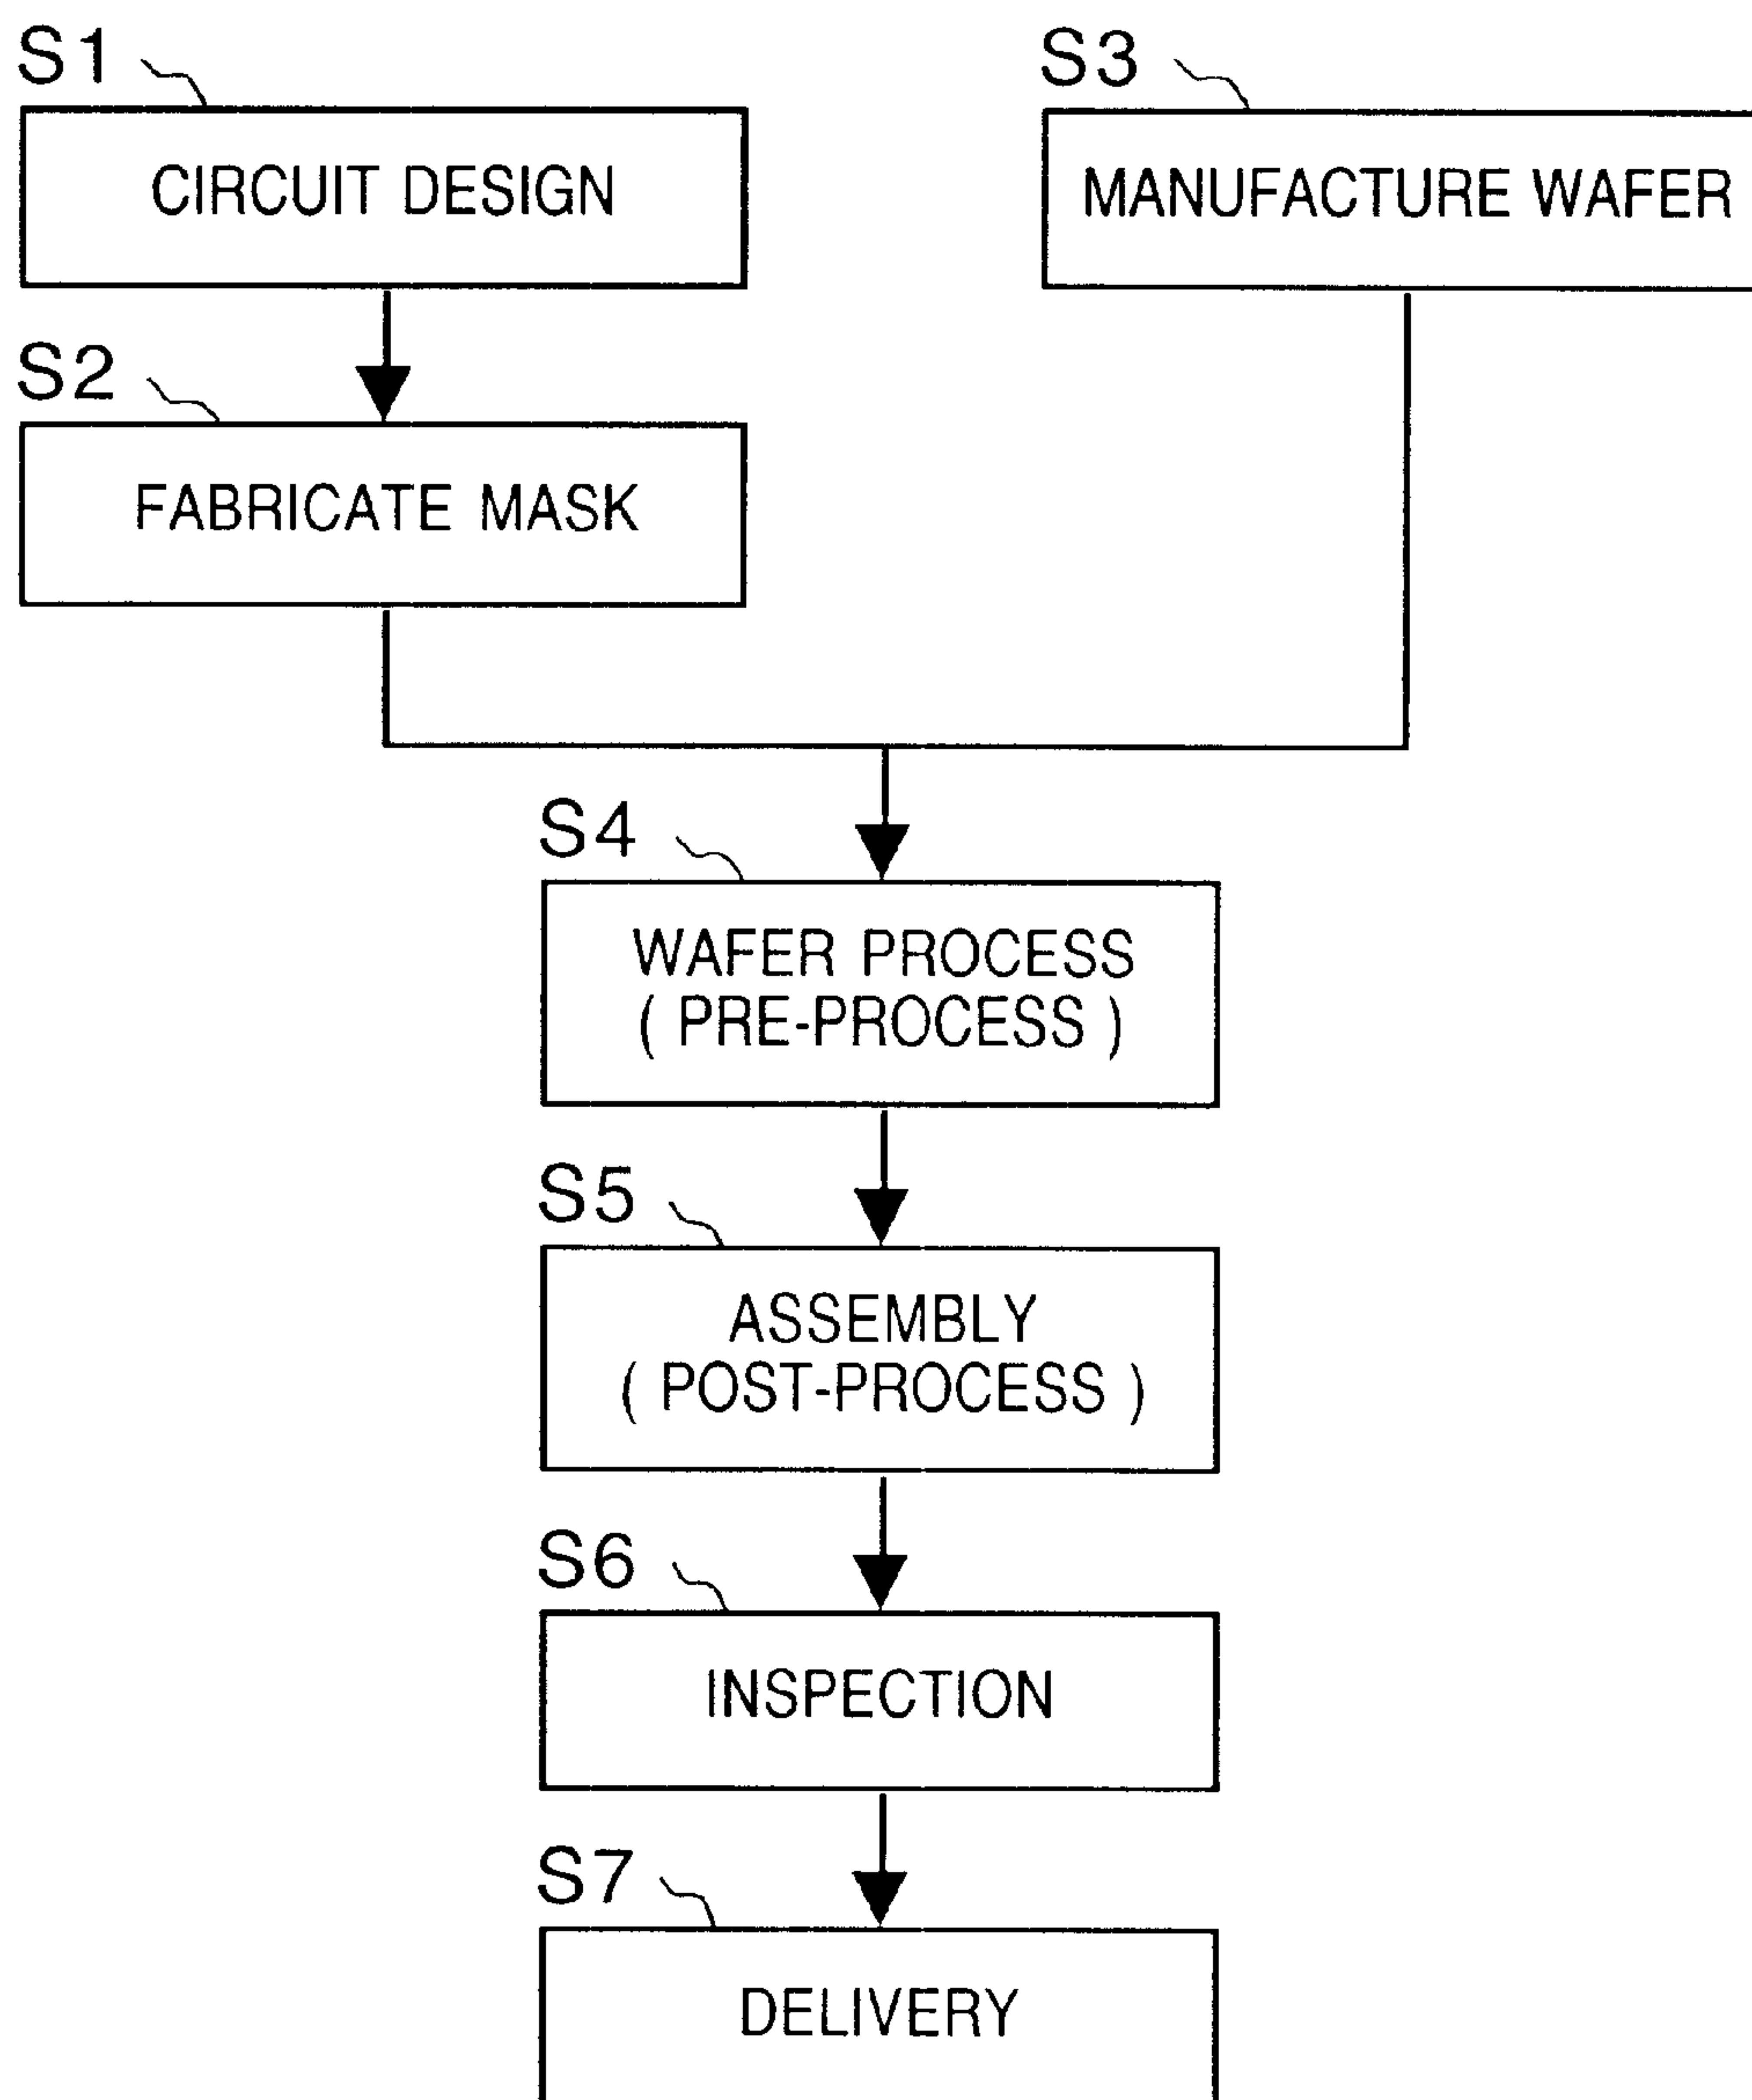 S1
CIRCUIT DESIGN
S3
MANUFACTURE WAFER
S2
FABRICATE MASK
S4
WAFER PROCESS
( PRE-PROCESS )
S5
ASSEMBLY
( POST-PROCESS )
S6
INSPECTION
S7
DELIVERY